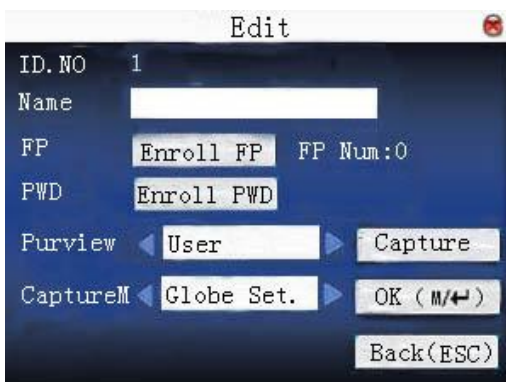 Edit
ID.NO 1
Name
FP Enroll FP FP Num:0
PWD Enroll PWD
Purview User Capture
CaptureM Globe Set. OK (M/↵)
Back(ESC)